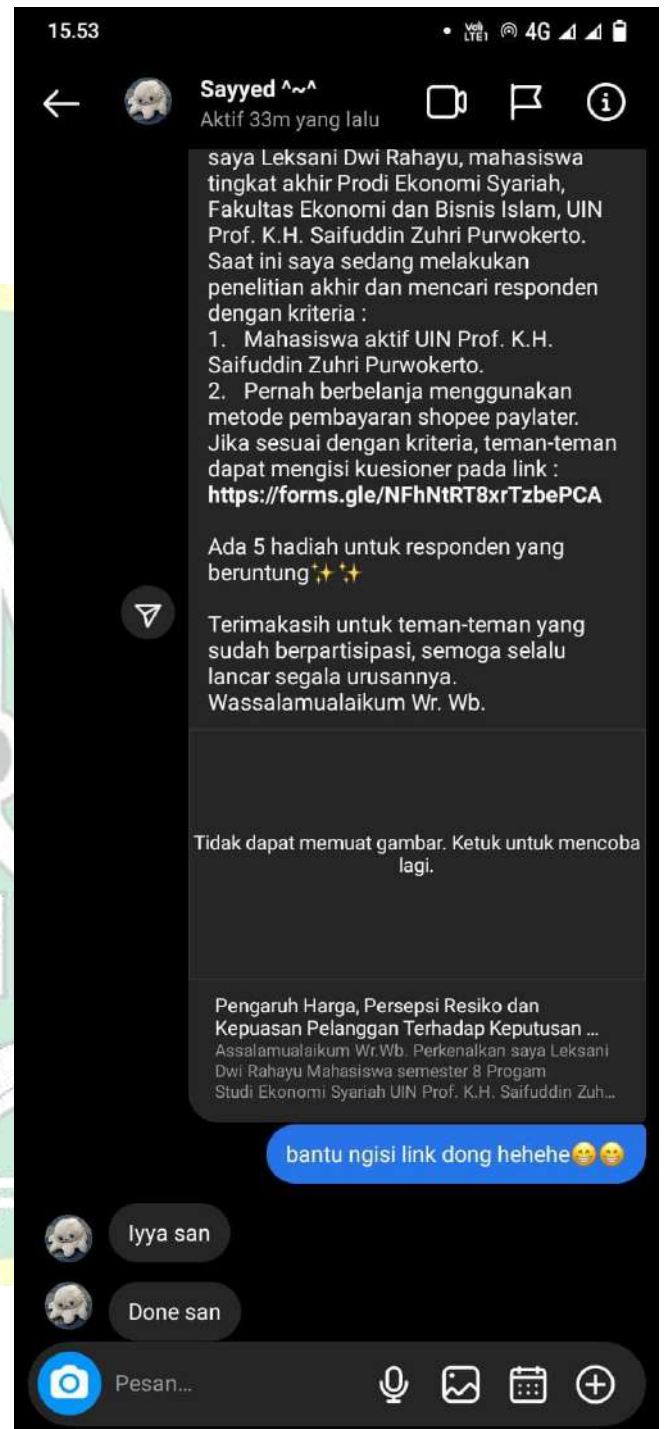 15.53
VoLTE1 4G
Sayyed ^~^
Aktif 33m yang lalu
saya Leksani Dwi Rahayu, mahasiswa
tingkat akhir Prodi Ekonomi Syariah,
Fakultas Ekonomi dan Bisnis Islam, UIN
Prof. K.H. Saifuddin Zuhri Purwokerto.
Saat ini saya sedang melakukan
penelitian akhir dan mencari responden
dengan kriteria :
1. Mahasiswa aktif UIN Prof. K.H.
Saifuddin Zuhri Purwokerto.
2. Pernah berbelanja menggunakan
metode pembayaran shopee paylater.
Jika sesuai dengan kriteria, teman-teman
dapat mengisi kuesioner pada link :
https://forms.gle/NFhNtRT8xrTzbePCA
Ada 5 hadiah untuk responden yang
beruntung✨✨
Terimakasih untuk teman-teman yang
sudah berpartisipasi, semoga selalu
lancar segala urusannya.
Wassalamualaikum Wr. Wb.
Tidak dapat memuat gambar. Ketuk untuk mencoba
lagi.
Pengaruh Harga, Persepsi Resiko dan
Kepuasan Pelanggan Terhadap Keputusan ...
Assalamualaikum Wr.Wb. Perkenalkan saya Leksani
Dwi Rahayu Mahasiswa semester 8 Progam
Studi Ekonomi Syariah UIN Prof. K.H. Saifuddin Zuh...
bantu ngisi link dong hehehe😁😁
Iyya san
Done san
Pesan...